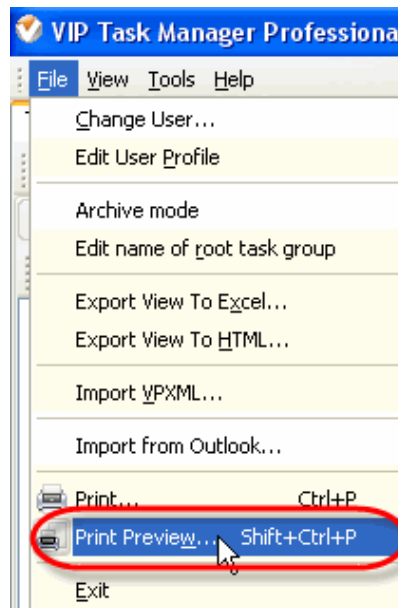 VIP Task Manager Professiona
File View Tools Help
Change User...
Edit User Profile
Archive mode
Edit name of root task group
Export View To Excel...
Export View To HTML...
Import VPXML...
Import from Outlook...
Print... Ctrl+P
Print Preview... Shift+Ctrl+P
Exit